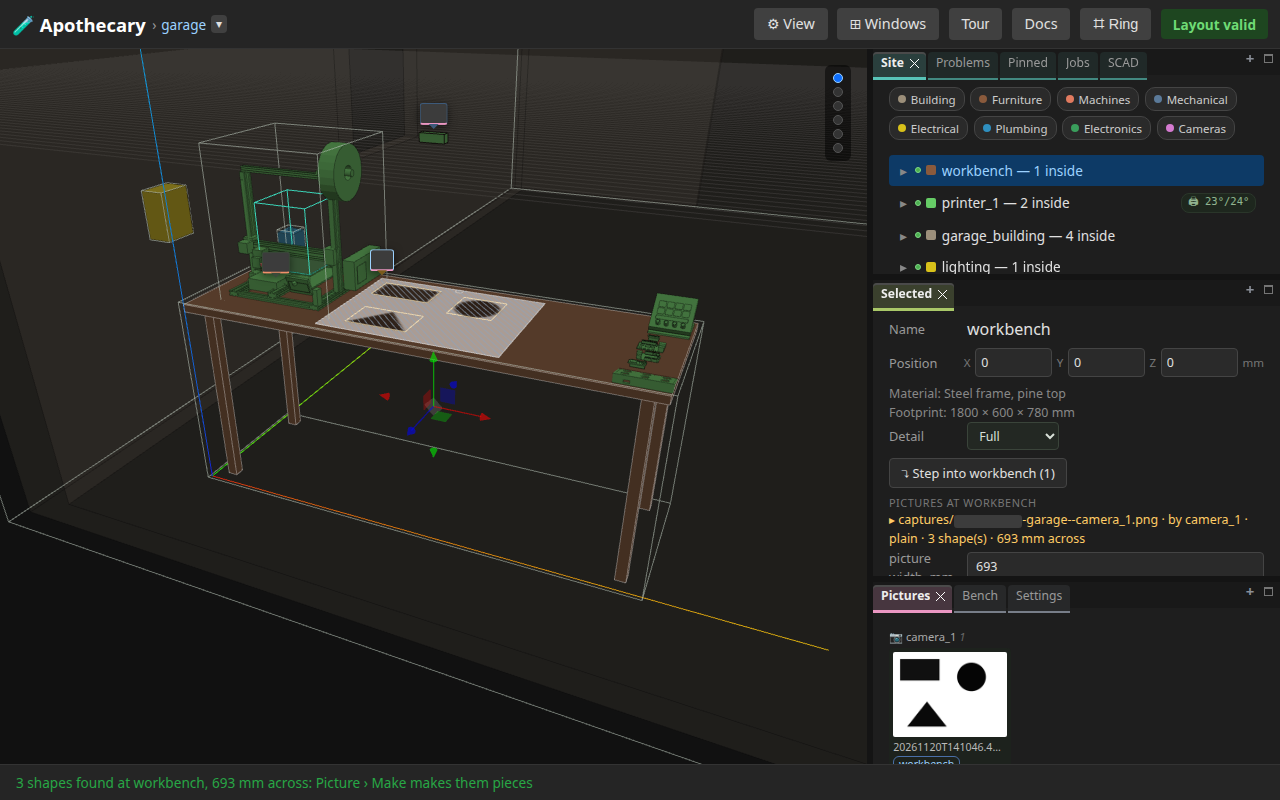 Apothecary › garage ▾
View
Windows
Tour
Docs
Ring
Layout valid
Site
Problems
Pinned
Jobs
SCAD
Building
Furniture
Machines
Mechanical
Electrical
Plumbing
Electronics
Cameras
workbench — 1 inside
printer_1 — 2 inside
23°/24°
garage_building — 4 inside
lighting — 1 inside
Selected
Name workbench
Position X 0 Y 0 Z 0 mm
Material: Steel frame, pine top
Footprint: 1800 × 600 × 780 mm
Detail Full
Step into workbench (1)
PICTURES AT WORKBENCH
▸ captures/ -garage--camera_1.png · by camera_1 ·
plain · 3 shape(s) · 693 mm across
picture
width, mm 693
Pictures
Bench
Settings
camera_1 1
20261120T141046.4...
workbench
3 shapes found at workbench, 693 mm across: Picture › Make makes them pieces